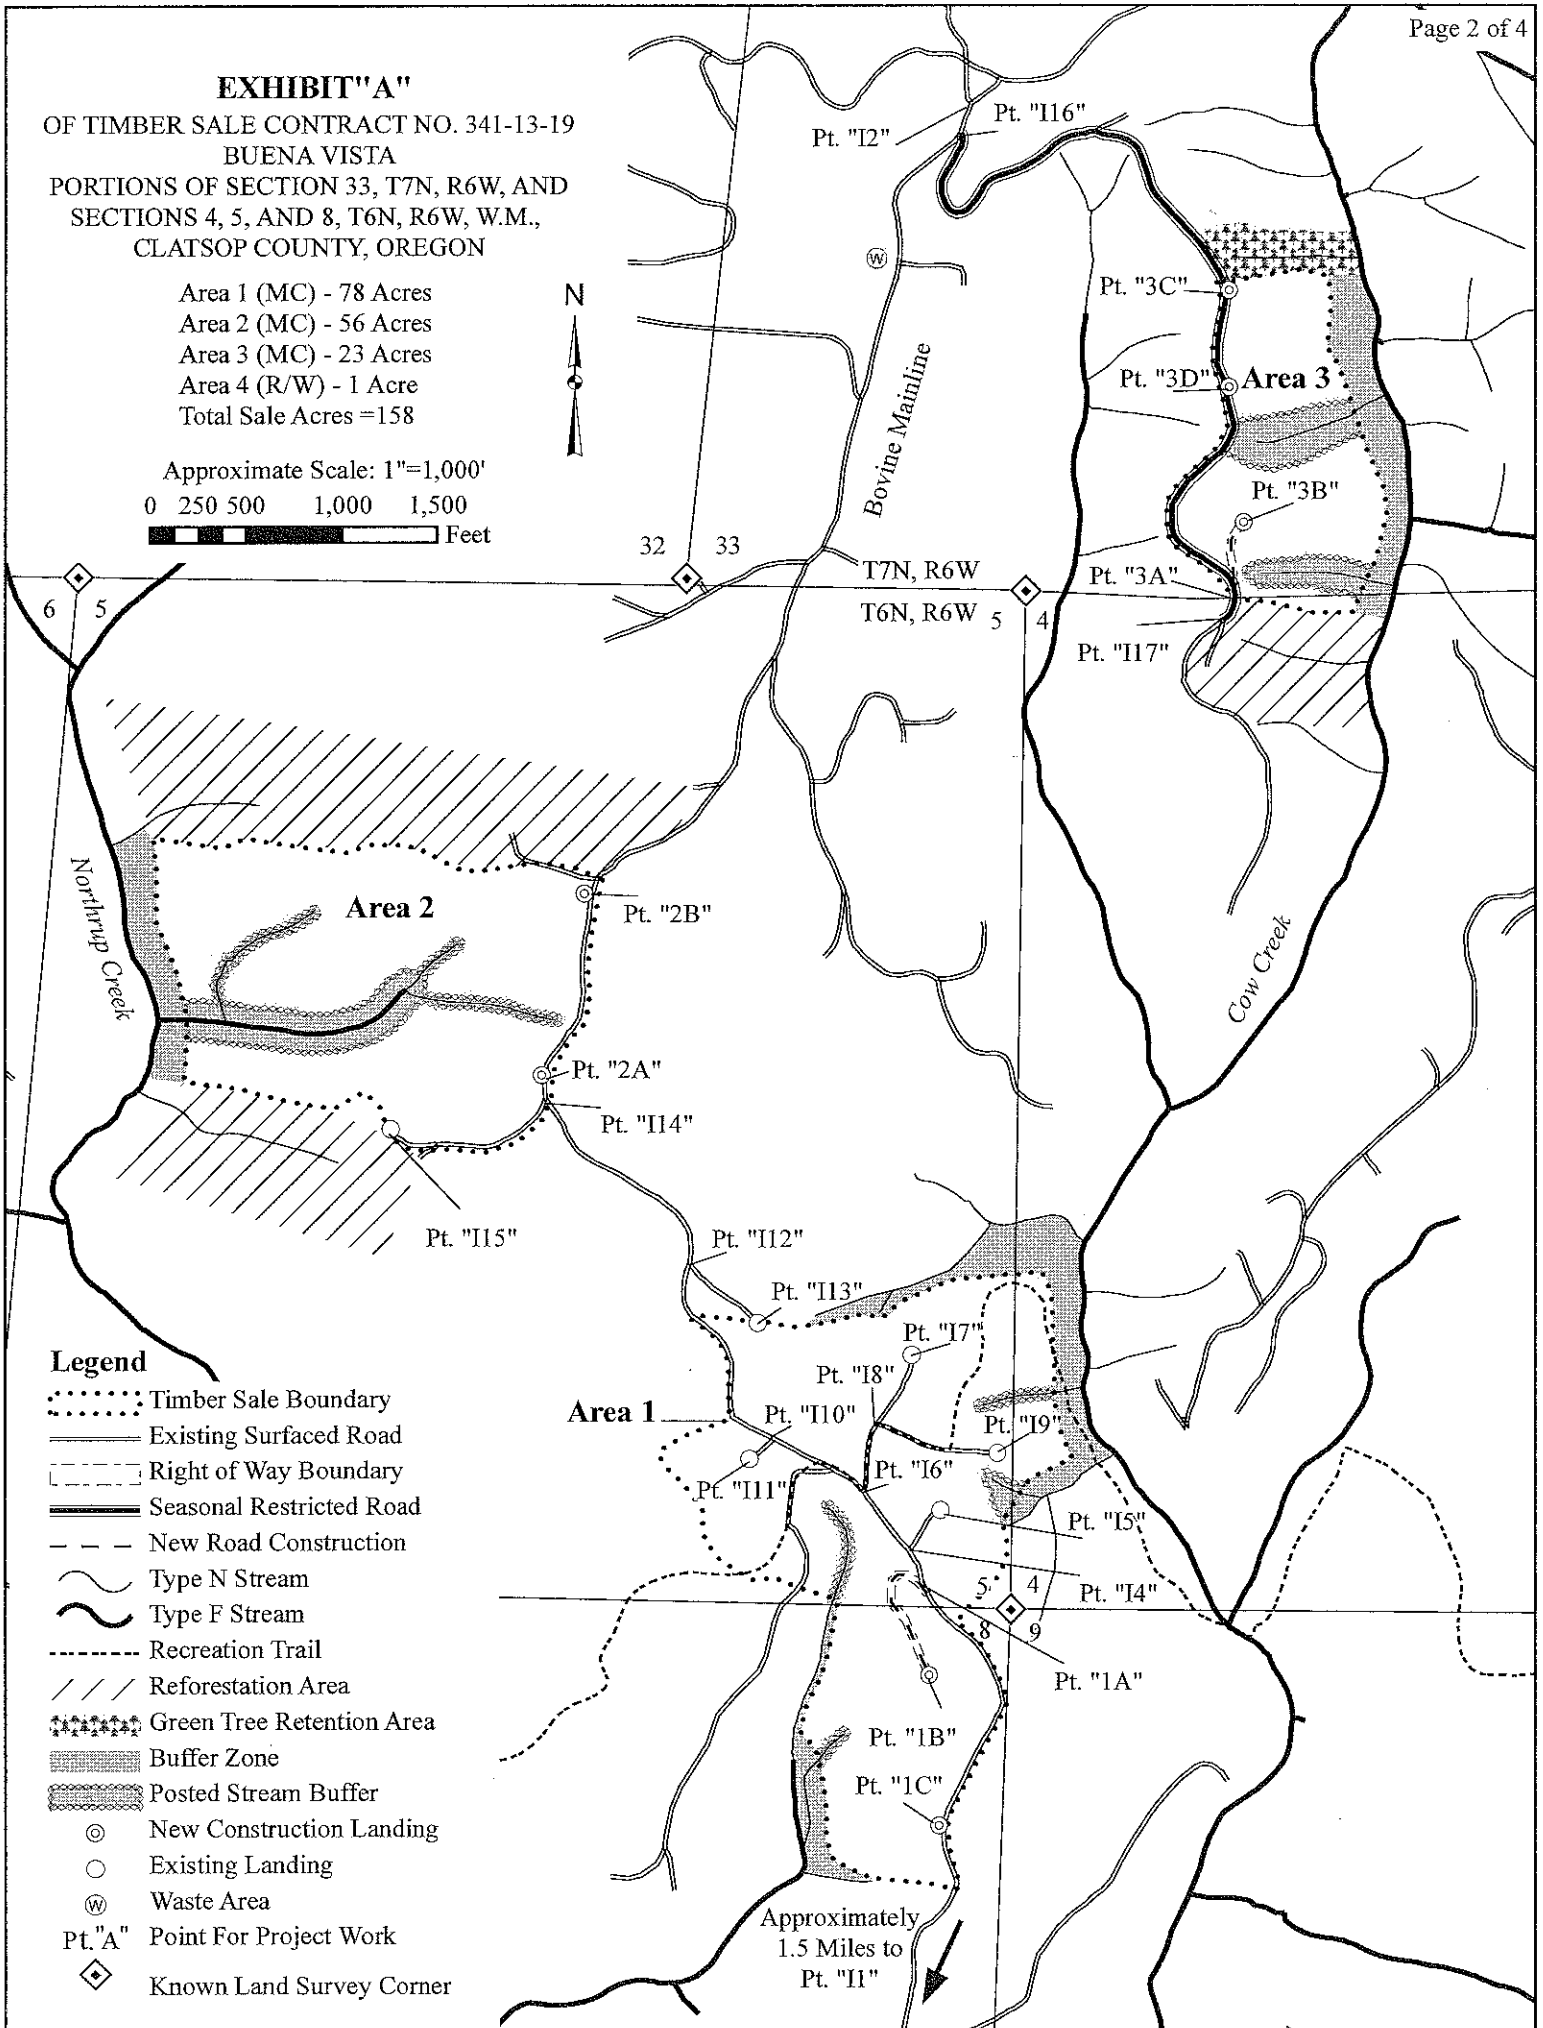 Page 2 of 4
EXHIBIT"A"
OF TIMBER SALE CONTRACT NO. 341-13-19
BUENA VISTA
PORTIONS OF SECTION 33, T7N, R6W, AND
SECTIONS 4, 5, AND 8, T6N, R6W, W.M.,
CLATSOP COUNTY, OREGON
Area 1 (MC) - 78 Acres
Area 2 (MC) - 56 Acres
Area 3 (MC) - 23 Acres
Area 4 (R/W) - 1 Acre
Total Sale Acres =158
N
Approximate Scale: 1"=1,000'
0 250 500 1,000 1,500
Feet
Pt. "I2"
Pt. "I16"
W
Pt. "3C"
Pt. "3D"
Area 3
Bovine Mainline
Pt. "3B"
32 33
T7N, R6W
Pt. "3A"
6 5
T6N, R6W
5 4
Pt. "I17"
Northrup Creek
Area 2
Pt. "2B"
Cow Creek
Pt. "2A"
Pt. "I14"
Pt. "I15"
Pt. "I12"
Pt. "I13"
Pt. "I7"
Pt. "I8"
Area 1
Pt. "I10"
Pt. "I9"
Pt. "I6"
Pt. "I11"
Pt. "I5"
5 4
Pt. "I4"
8 9
Pt. "1A"
Pt. "1B"
Pt. "1C"
Approximately
1.5 Miles to
Pt. "I1"
Legend
Timber Sale Boundary
Existing Surfaced Road
Right of Way Boundary
Seasonal Restricted Road
New Road Construction
Type N Stream
Type F Stream
Recreation Trail
Reforestation Area
Green Tree Retention Area
Buffer Zone
Posted Stream Buffer
New Construction Landing
Existing Landing
W Waste Area
Pt."A" Point For Project Work
Known Land Survey Corner